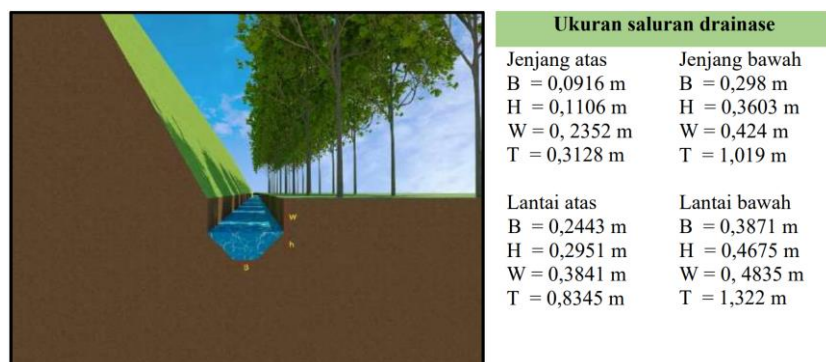 Ukuran saluran drainase
Jenjang atas
B = 0,0916 m
H = 0,1106 m
W = 0, 2352 m
T = 0,3128 m
Jenjang bawah
B = 0,298 m
H = 0,3603 m
W = 0,424 m
T = 1,019 m
Lantai atas
B = 0,2443 m
H = 0,2951 m
W = 0,3841 m
T = 0,8345 m
Lantai bawah
B = 0,3871 m
H = 0,4675 m
W = 0, 4835 m
T = 1,322 m
w
h